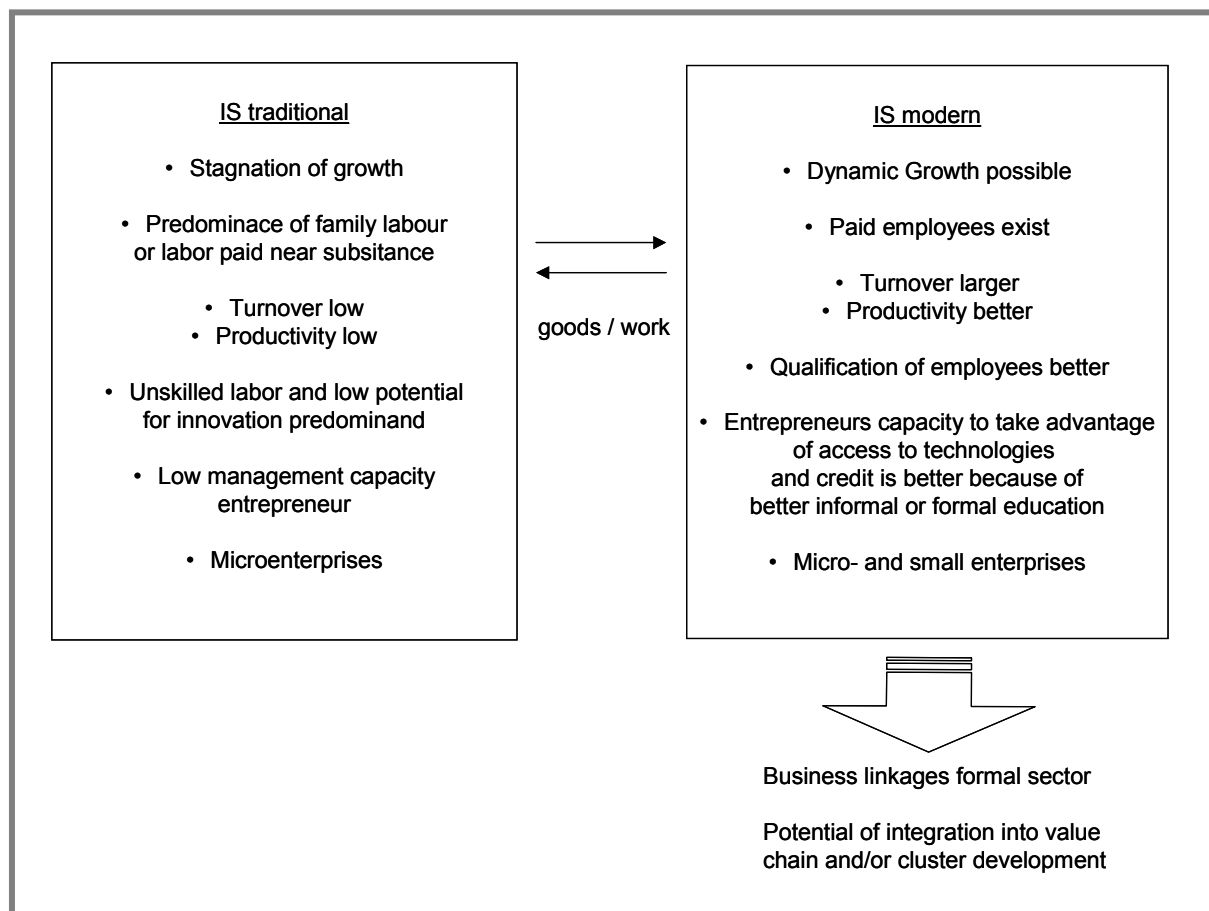 IS traditional
• Stagnation of growth
• Predominace of family labour
or labor paid near subsitance
• Turnover low
• Productivity low
• Unskilled labor and low potential
for innovation predominand
• Low management capacity
entrepreneur
• Microenterprises
goods / work
IS modern
• Dynamic Growth possible
• Paid employees exist
• Turnover larger
• Productivity better
• Qualification of employees better
• Entrepreneurs capacity to take advantage
of access to technologies
and credit is better because of
better informal or formal education
• Micro- and small enterprises
Business linkages formal sector
Potential of integration into value
chain and/or cluster development